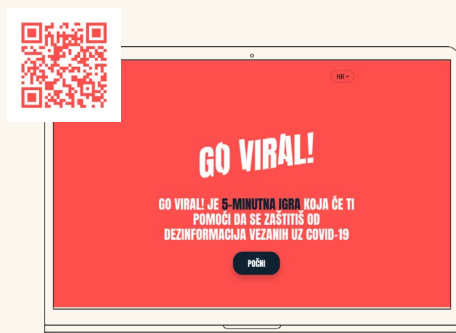 HR
GO VIRAL!
GO VIRAL! JE 5-MINUTNA IGRA KOJA ĆE TI
POMOĆI DA SE ZAŠTITIŠ OD
DEZINFORMACIJA VEZANIH UZ COVID-19
POČNI